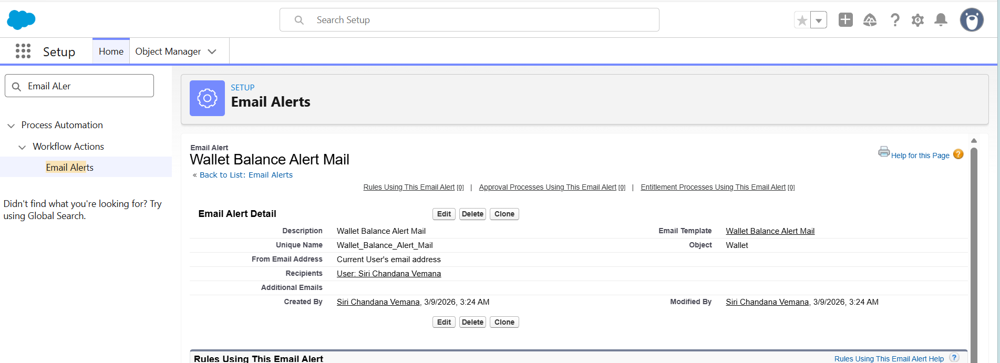 Search Setup
Setup
Home
Object Manager
Email ALer
Process Automation
Workflow Actions
Email Alerts
Didn't find what you're looking for? Try
using Global Search.
SETUP
Email Alerts
Email Alert
Wallet Balance Alert Mail
« Back to List: Email Alerts
Help for this Page ?
Rules Using This Email Alert [0] | Approval Processes Using This Email Alert [0] | Entitlement Processes Using This Email Alert [0]
Email Alert Detail Edit Delete Clone
Description Wallet Balance Alert Mail Email Template Wallet Balance Alert Mail
Unique Name Wallet_Balance_Alert_Mail Object Wallet
From Email Address Current User's email address
Recipients User: Siri Chandana Vemana
Additional Emails
Created By Siri Chandana Vemana, 3/9/2026, 3:24 AM Modified By Siri Chandana Vemana, 3/9/2026, 3:24 AM
Edit Delete Clone
Rules Using This Email Alert Rules Using This Email Alert Help ?